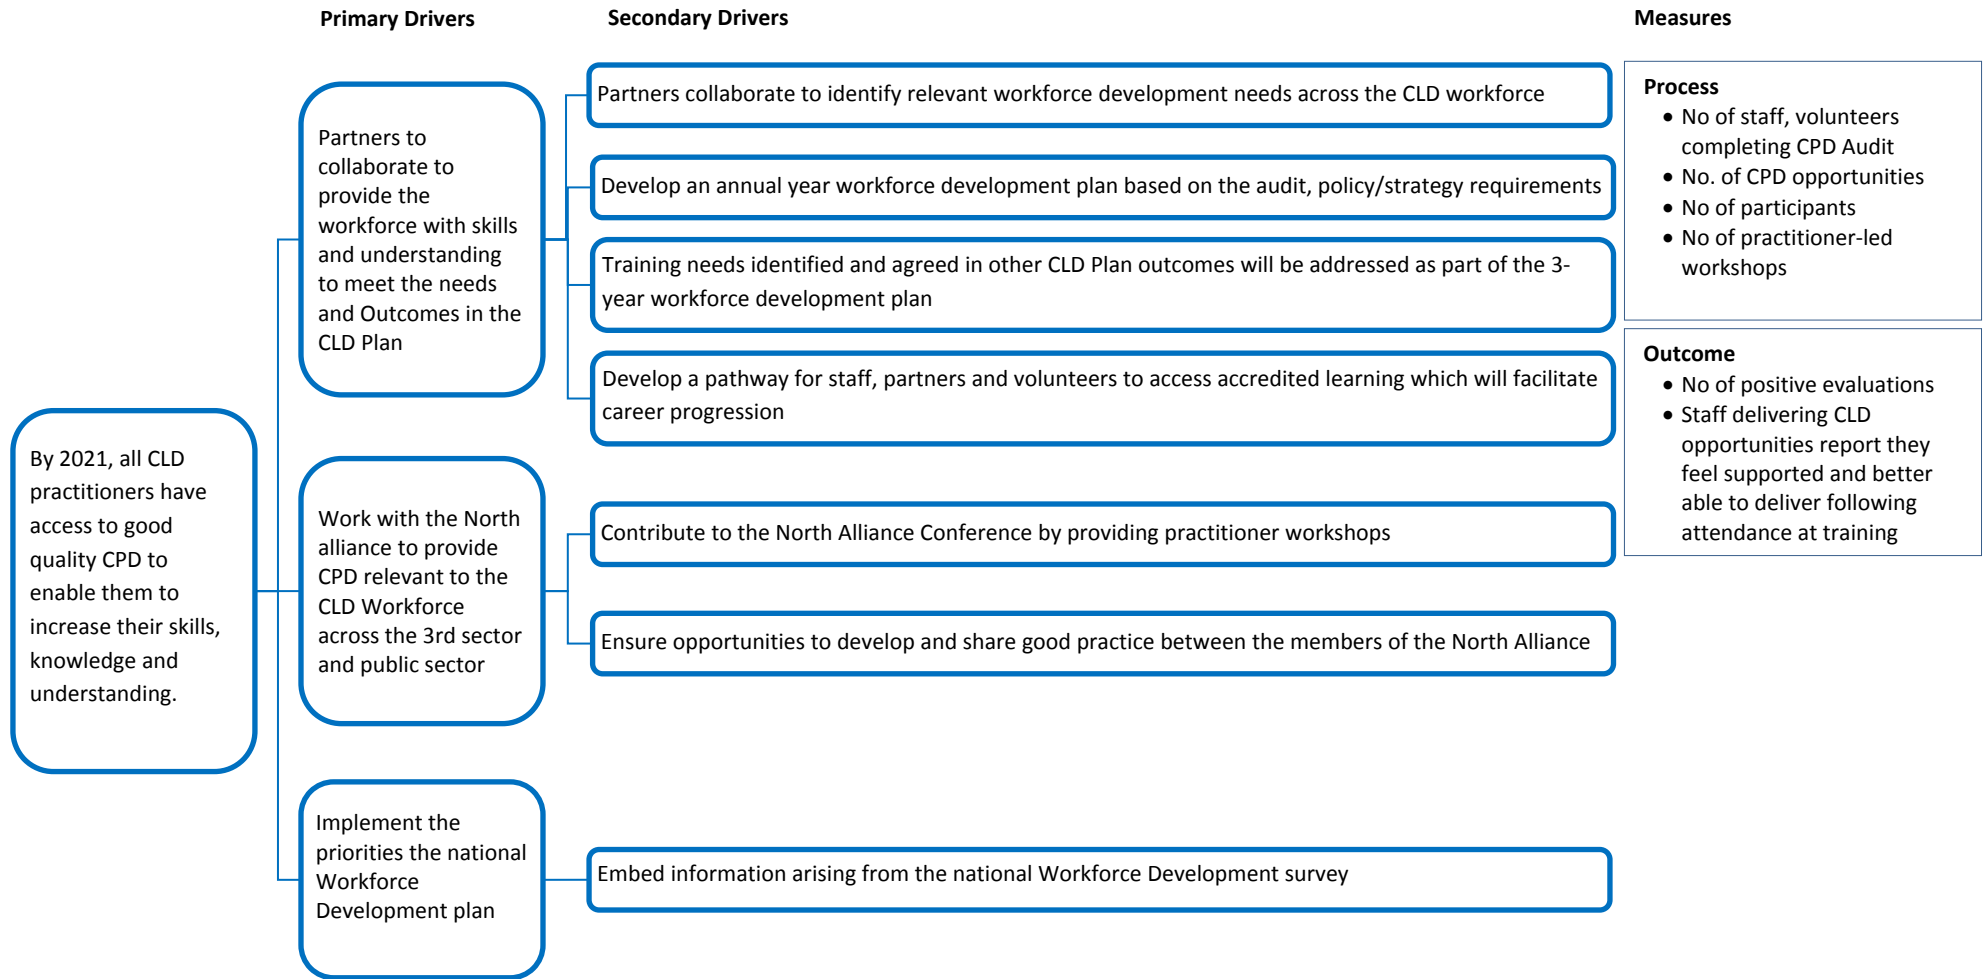 Primary Drivers
Secondary Drivers
Measures
By 2021, all CLD
practitioners have
access to good
quality CPD to
enable them to
increase their skills,
knowledge and
understanding.
Partners to
collaborate to
provide the
workforce with skills
and understanding
to meet the needs
and Outcomes in the
CLD Plan
Partners collaborate to identify relevant workforce development needs across the CLD workforce
Develop an annual year workforce development plan based on the audit, policy/strategy requirements
Training needs identified and agreed in other CLD Plan outcomes will be addressed as part of the 3-
year workforce development plan
Develop a pathway for staff, partners and volunteers to access accredited learning which will facilitate
career progression
Work with the North
alliance to provide
CPD relevant to the
CLD Workforce
across the 3rd sector
and public sector
Contribute to the North Alliance Conference by providing practitioner workshops
Ensure opportunities to develop and share good practice between the members of the North Alliance
Implement the
priorities the national
Workforce
Development plan
Embed information arising from the national Workforce Development survey
Process
• No of staff, volunteers
completing CPD Audit
• No. of CPD opportunities
• No of participants
• No of practitioner-led
workshops
Outcome
• No of positive evaluations
• Staff delivering CLD
opportunities report they
feel supported and better
able to deliver following
attendance at training